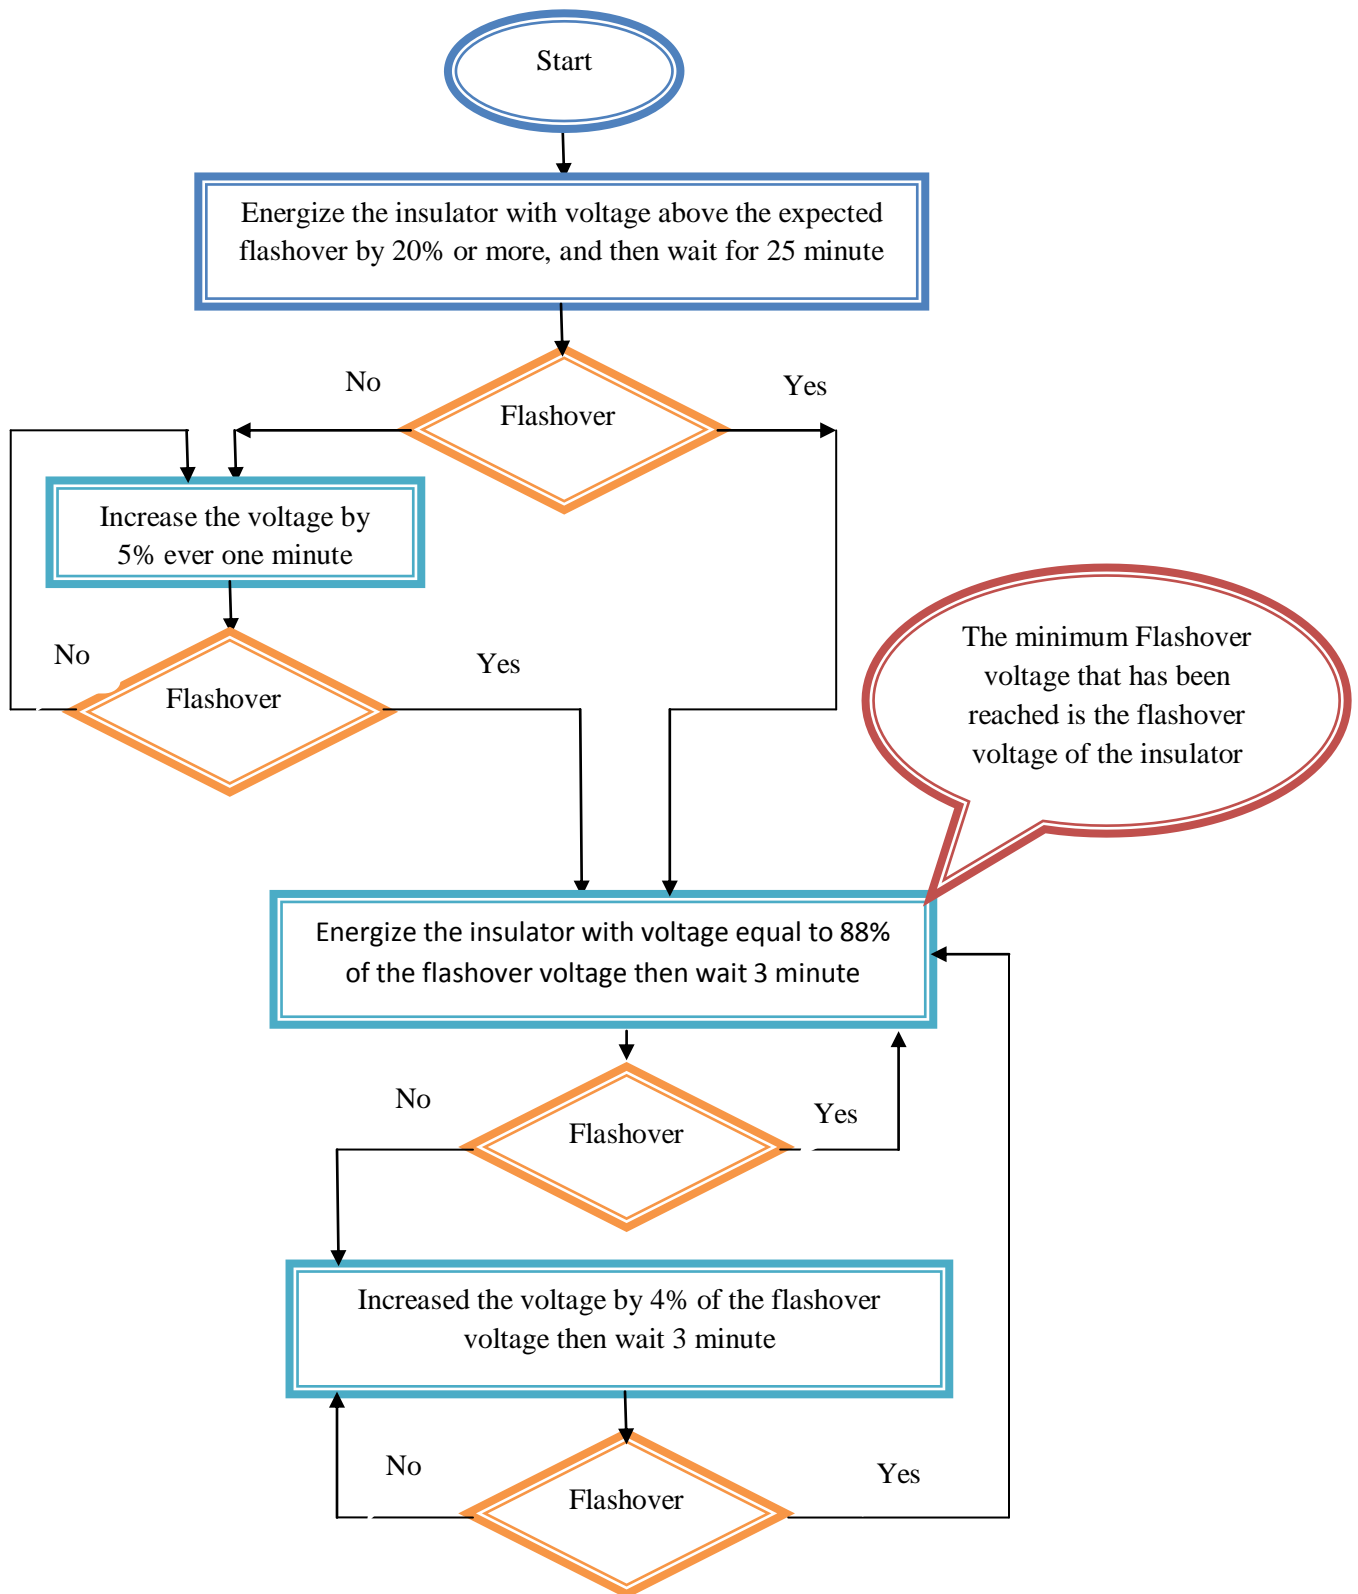 Start
Energize the insulator with voltage above the expected
flashover by 20% or more, and then wait for 25 minute
No
Yes
Flashover
Increase the voltage by
5% ever one minute
No
Yes
Flashover
The minimum Flashover
voltage that has been
reached is the flashover
voltage of the insulator
Energize the insulator with voltage equal to 88%
of the flashover voltage then wait 3 minute
No
Yes
Flashover
Increased the voltage by 4% of the flashover
voltage then wait 3 minute
No
Yes
Flashover